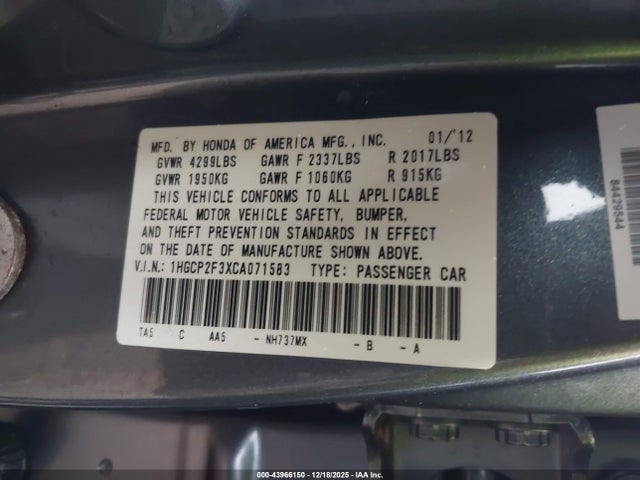 MFD. BY HONDA OF AMERICA MFG., INC. 01/'12
GVWR 4299LBS GAWR F 2337LBS R 2017LBS
GVWR 1950KG GAWR F 1060KG R 915KG
THIS VEHICLE CONFORMS TO ALL APPLICABLE
FEDERAL MOTOR VEHICLE SAFETY, BUMPER,
AND THEFT PREVENTION STANDARDS IN EFFECT
ON THE DATE OF MANUFACTURE SHOWN ABOVE.
V.I.N.: 1HGCP2F3XCA071583 TYPE: PASSENGER CAR
TA5 C AA5 - NH737MX - B - A
84429544
000-43966150 - 12/18/2025 - IAA Inc.